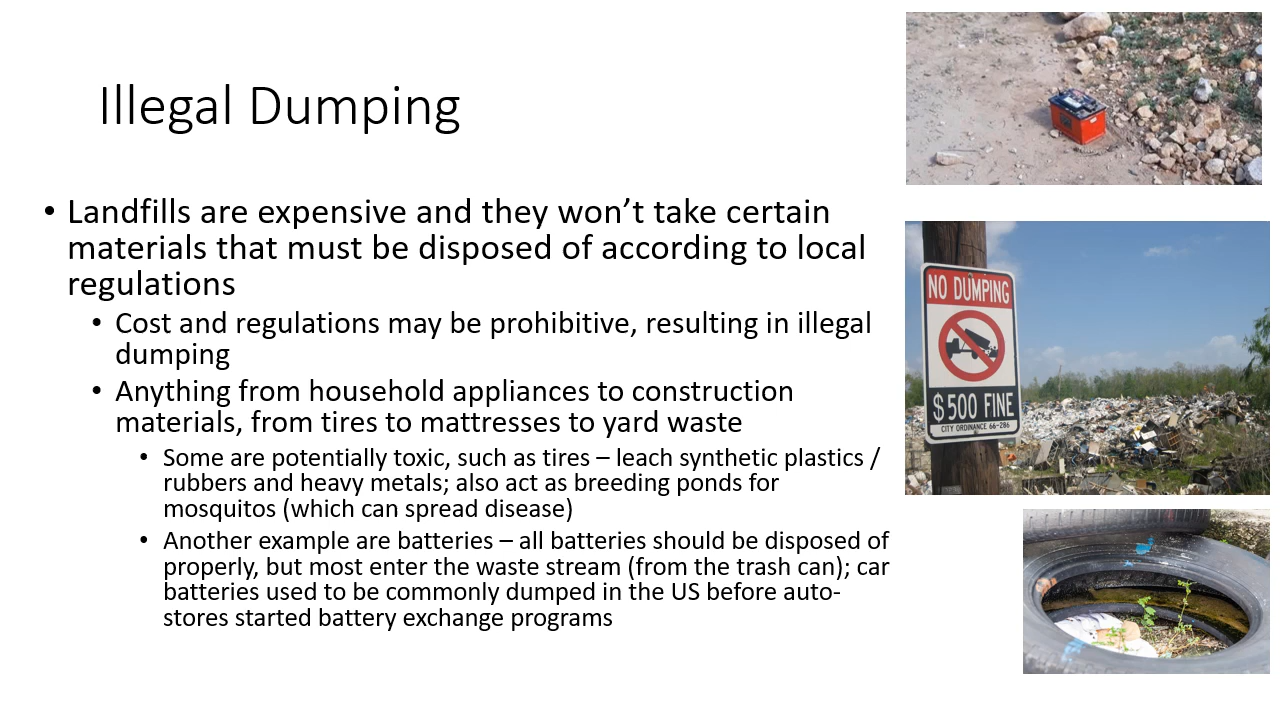 Illegal Dumping
• Landfills are expensive and they won’t take certain
materials that must be disposed of according to local
regulations
• Cost and regulations may be prohibitive, resulting in illegal
dumping
• Anything from household appliances to construction
materials, from tires to mattresses to yard waste
• Some are potentially toxic, such as tires – leach synthetic plastics /
rubbers and heavy metals; also act as breeding ponds for
mosquitos (which can spread disease)
• Another example are batteries – all batteries should be disposed of
properly, but most enter the waste stream (from the trash can); car
batteries used to be commonly dumped in the US before auto-
stores started battery exchange programs
NO DUMPING
$500 FINE
CITY ORDINANCE 66-286